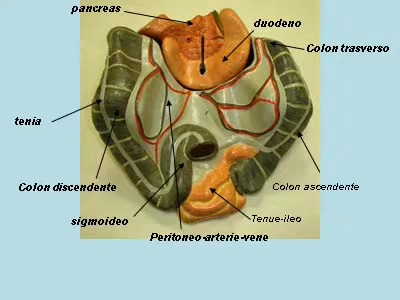 pancreas
duodeno
Colon trasverso
tenia
Colon discendente
Colon ascendente
sigmoideo
Tenue-ileo
Peritoneo-arterie-vene